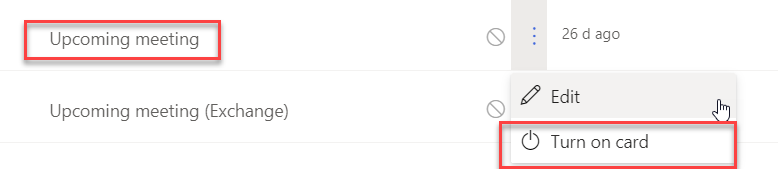 Upcoming meeting
26 d ago
Edit
Upcoming meeting (Exchange)
Turn on card